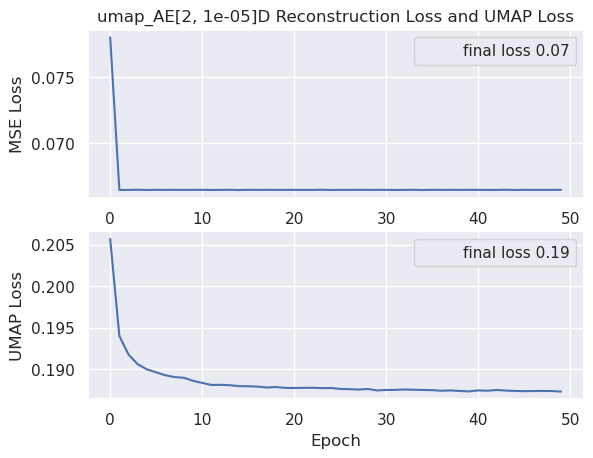 umap_AE[2, 1e-05]D Reconstruction Loss and UMAP Loss
final loss 0.07
MSE Loss
0.075
0.070
0 10 20 30 40 50
final loss 0.19
UMAP Loss
0.205
0.200
0.195
0.190
0 10 20 30 40 50
Epoch